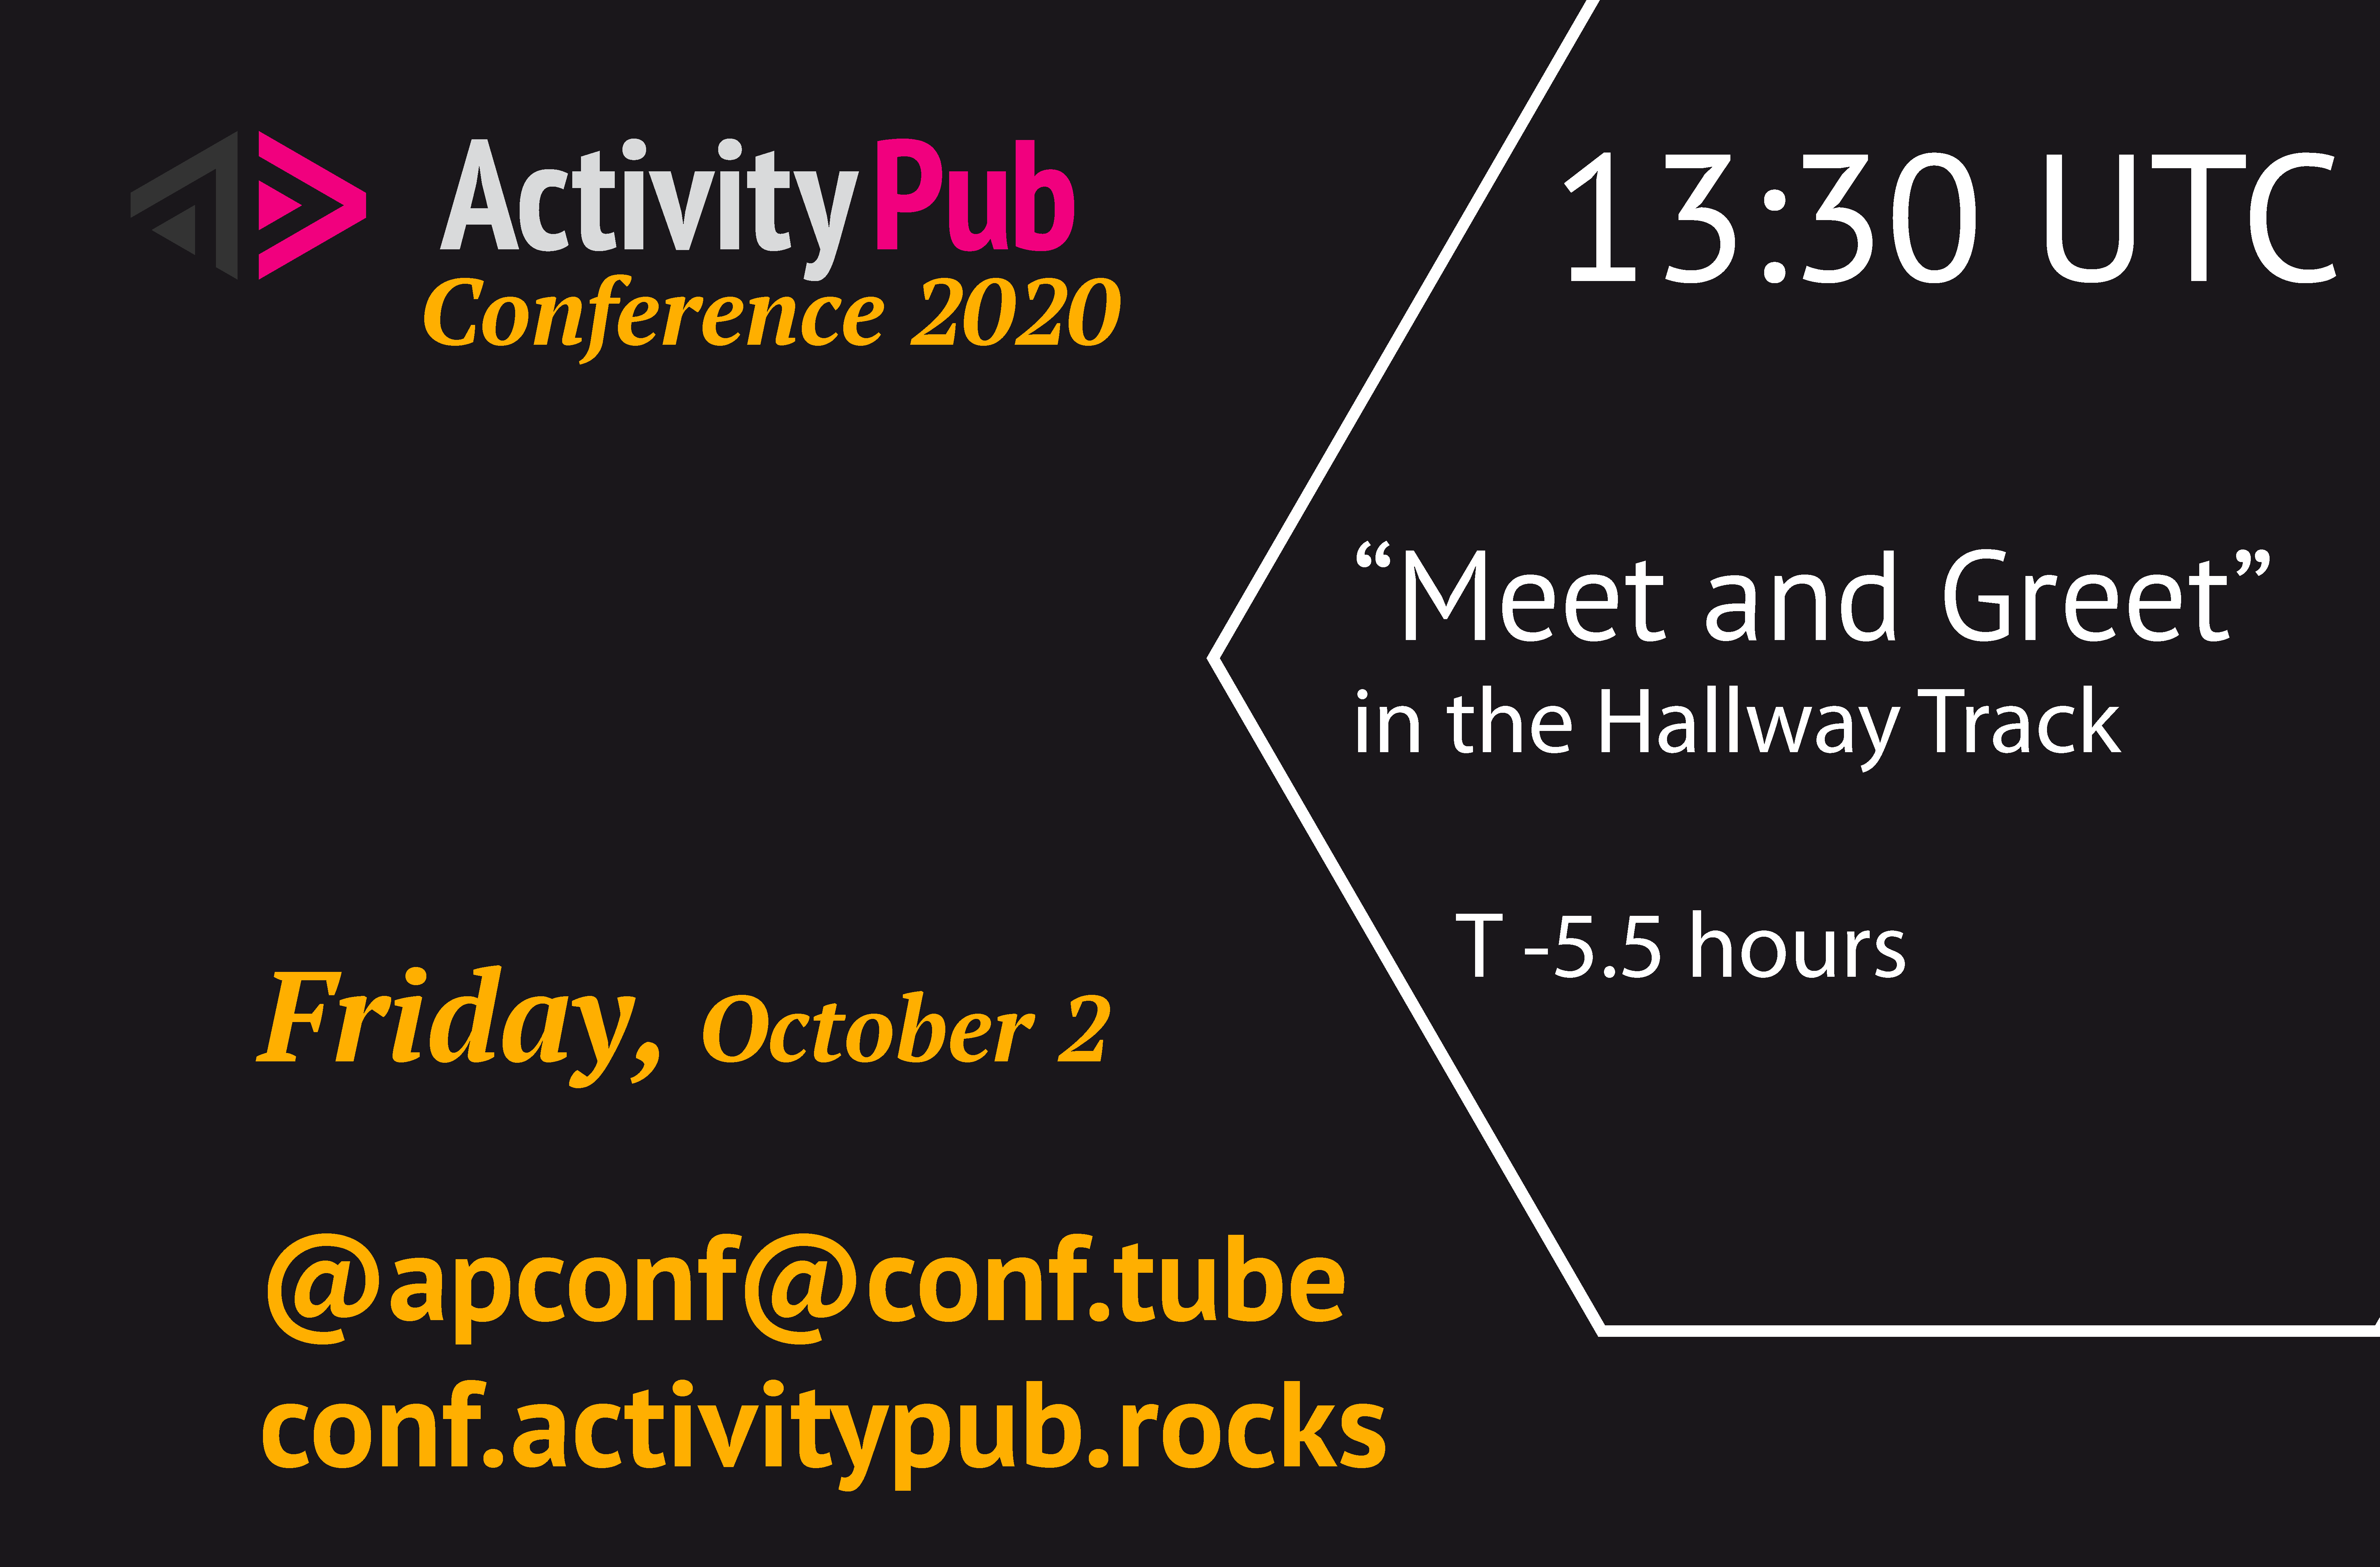 ActivityPub
Conference 2020
13:30 UTC
“Meet and Greet”
in the Hallway Track
T -5.5 hours
Friday, October 2
@apconf@conf.tube
conf.activitypub.rocks